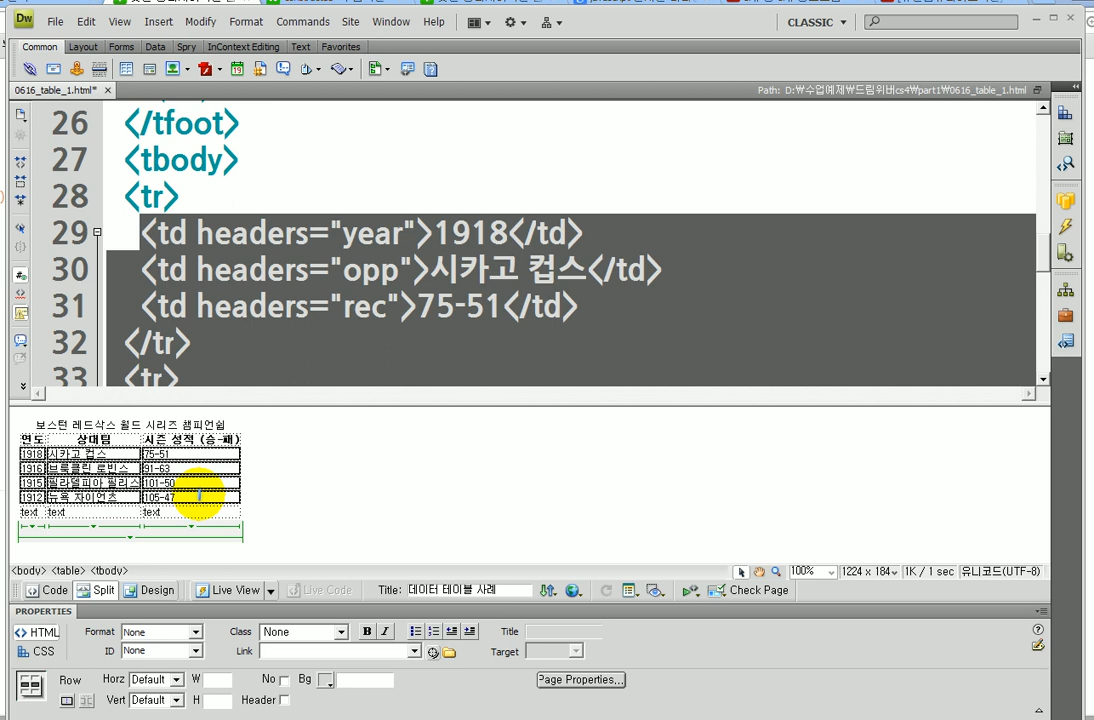 Dw File Edit View Insert Modify Format Commands Site Window Help CLASSIC
Common Layout Forms Data Spry InContext Editing Text Favorites
0616_table_1.html* Path: D:₩수업예제₩드림위버cs4₩part1₩0616_table_1.html
26 </tfoot>
27 <tbody>
28 <tr>
29 <td headers="year">1918</td>
30 <td headers="opp">시카고 컵스</td>
31 <td headers="rec">75-51</td>
32 </tr>
33 <tr>
보스턴 레드삭스 월드 시리즈 챔피언쉽
연도 상대팀 시즌 성적 (승-패)
1918 시카고 컵스 75-51
1916 브룩클린 로빈스 91-63
1915 필라델피아 필리스 101-50
1912 뉴욕 자이언츠 105-47
text text text
<body> <table> <tbody> 100% 1224 x 184 1K / 1 sec 유니코드(UTF-8)
Code Split Design Live View Live Code Title: 데이터 테이블 사례 Check Page
PROPERTIES
HTML Format None Class None B I Title
CSS ID None Link Target
Row Horz Default W No Bg Page Properties...
Vert Default H Header